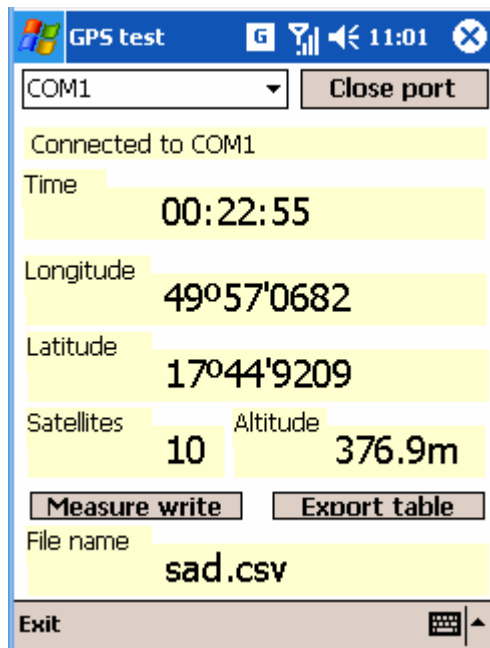 GPS test G 11:01
COM1 Close port
Connected to COM1
Time
00:22:55
Longitude
49º57'0682
Latitude
17º44'9209
Satellites Altitude
10 376.9m
Measure write Export table
File name
sad.csv
Exit